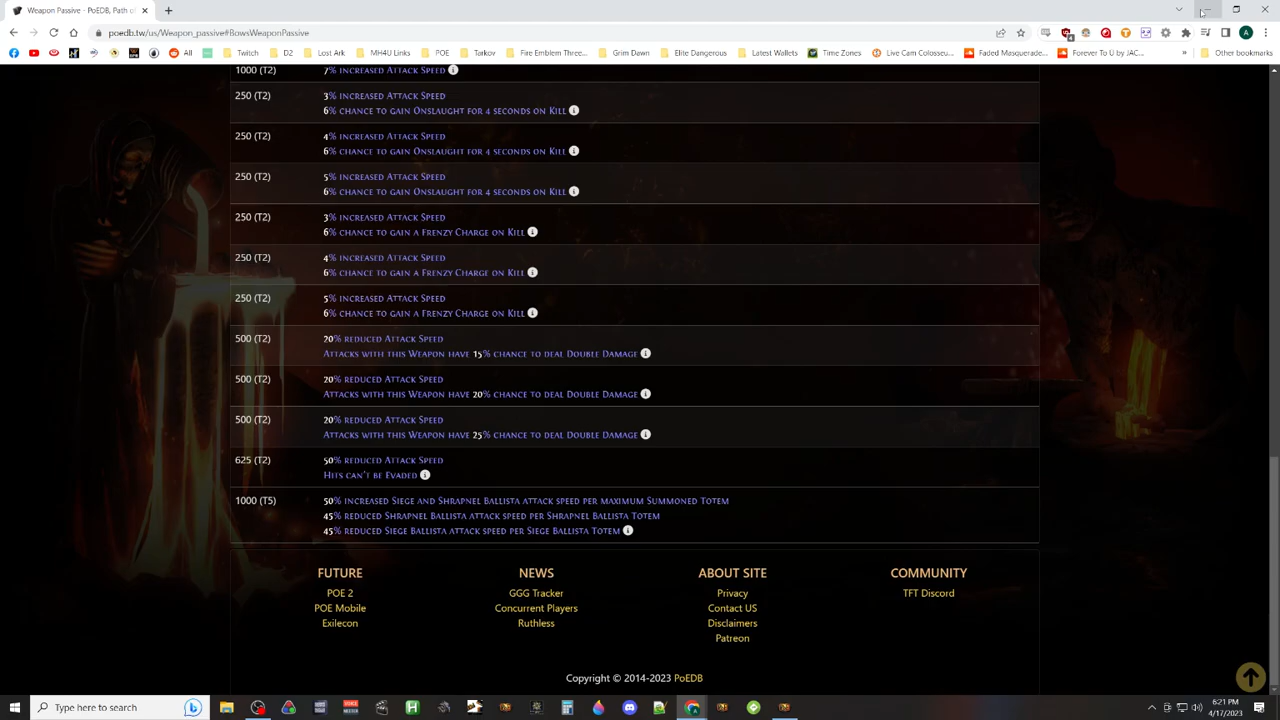 Weapon Passive - PoEDB, Path of
poedb.tw/us/Weapon_passive#BowsWeaponPassive
All
Twitch
D2
Lost Ark
MH4U Links
POE
Tarkov
Fire Emblem Three...
Grim Dawn
Elite Dangerous
Latest Wallets
Time Zones
Live Cam Colosseu...
Faded Masquerade...
Forever To U by JAC...
»
Other bookmarks
1000 (T2) 7% increased Attack Speed
250 (T2) 3% increased Attack Speed
6% chance to gain Onslaught for 4 seconds on Kill
250 (T2) 4% increased Attack Speed
6% chance to gain Onslaught for 4 seconds on Kill
250 (T2) 5% increased Attack Speed
6% chance to gain Onslaught for 4 seconds on Kill
250 (T2) 3% increased Attack Speed
6% chance to gain a Frenzy Charge on Kill
250 (T2) 4% increased Attack Speed
6% chance to gain a Frenzy Charge on Kill
250 (T2) 5% increased Attack Speed
6% chance to gain a Frenzy Charge on Kill
500 (T2) 20% reduced Attack Speed
Attacks with this Weapon have 15% chance to deal Double Damage
500 (T2) 20% reduced Attack Speed
Attacks with this Weapon have 20% chance to deal Double Damage
500 (T2) 20% reduced Attack Speed
Attacks with this Weapon have 25% chance to deal Double Damage
625 (T2) 50% reduced Attack Speed
Hits can't be Evaded
1000 (T5) 50% increased Siege and Shrapnel Ballista attack speed per maximum Summoned Totem
45% reduced Shrapnel Ballista attack speed per Shrapnel Ballista Totem
45% reduced Siege Ballista attack speed per Siege Ballista Totem
FUTURE
POE 2
POE Mobile
Exilecon
NEWS
GGG Tracker
Concurrent Players
Ruthless
ABOUT SITE
Privacy
Contact US
Disclaimers
Patreon
COMMUNITY
TFT Discord
Copyright © 2014-2023 PoEDB
Type here to search
6:21 PM
4/17/2023